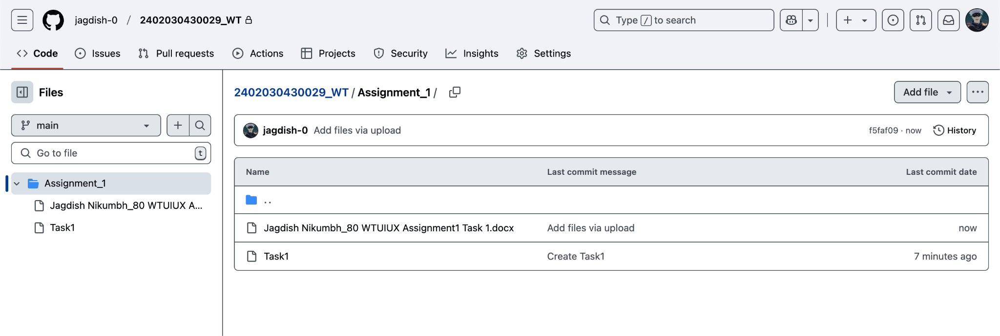 jagdish-0 / 2402030430029_WT
Type / to search
Code Issues Pull requests Actions Projects Security Insights Settings
Files
main
Go to file t
Assignment_1
Jagdish Nikumbh_80 WTUIUX A...
Task1
2402030430029_WT / Assignment_1 /
Add file
jagdish-0 Add files via upload f5faf09 · now History
Name Last commit message Last commit date
..
Jagdish Nikumbh_80 WTUIUX Assignment1 Task 1.docx Add files via upload now
Task1 Create Task1 7 minutes ago